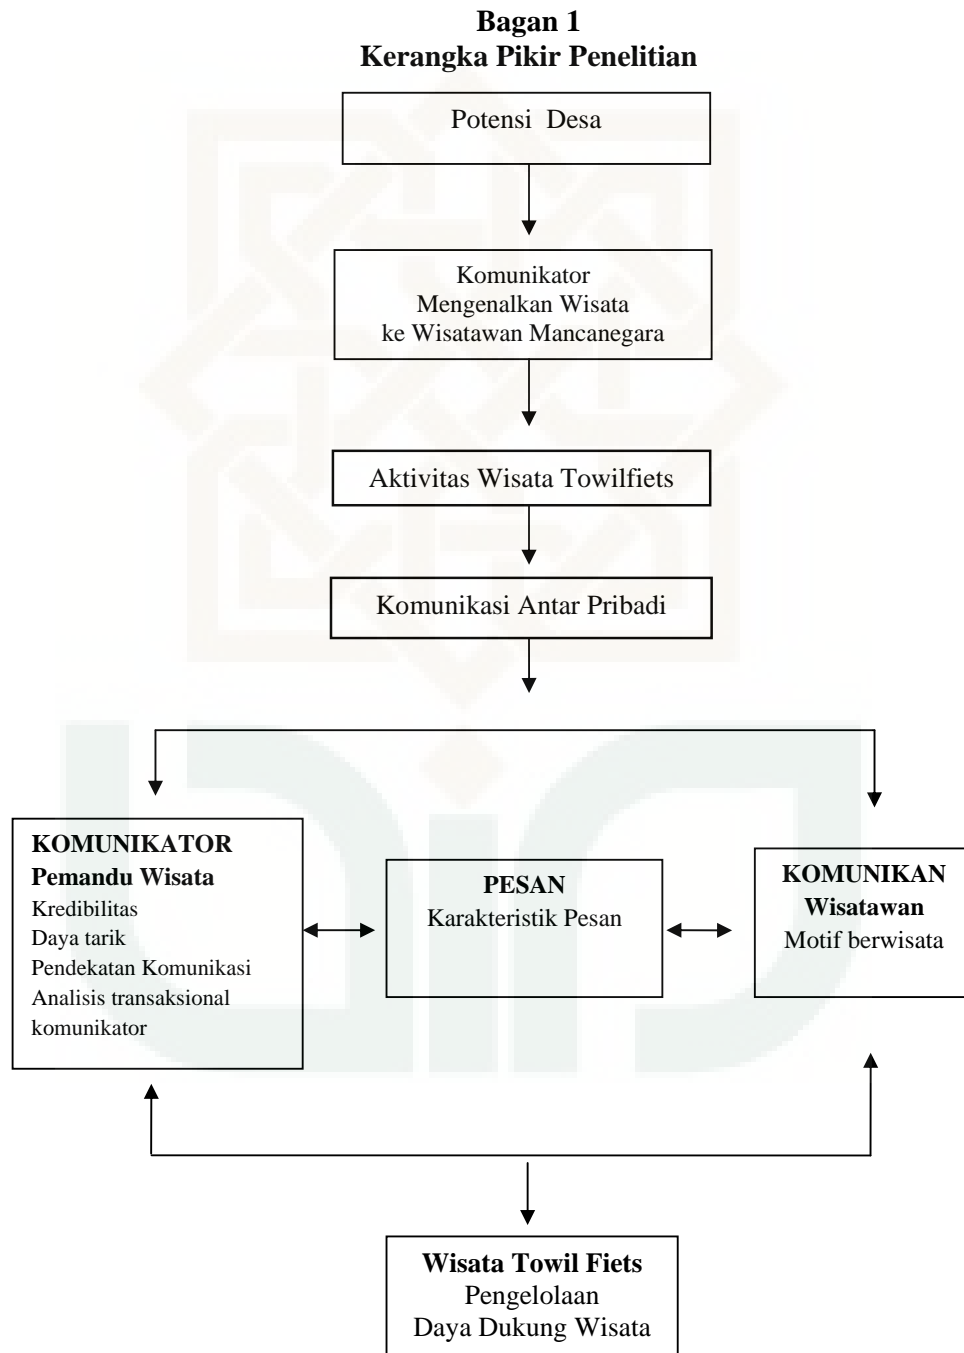 Bagan 1
Kerangka Pikir Penelitian
Potensi Desa
Komunikator
Mengenalkan Wisata
ke Wisatawan Mancanegara
Aktivitas Wisata Towilfiets
Komunikasi Antar Pribadi
KOMUNIKATOR
Pemandu Wisata
Kredibilitas
Daya tarik
Pendekatan Komunikasi
Analisis transaksional
komunikator
PESAN
Karakteristik Pesan
KOMUNIKAN
Wisatawan
Motif berwisata
Wisata Towil Fiets
Pengelolaan
Daya Dukung Wisata